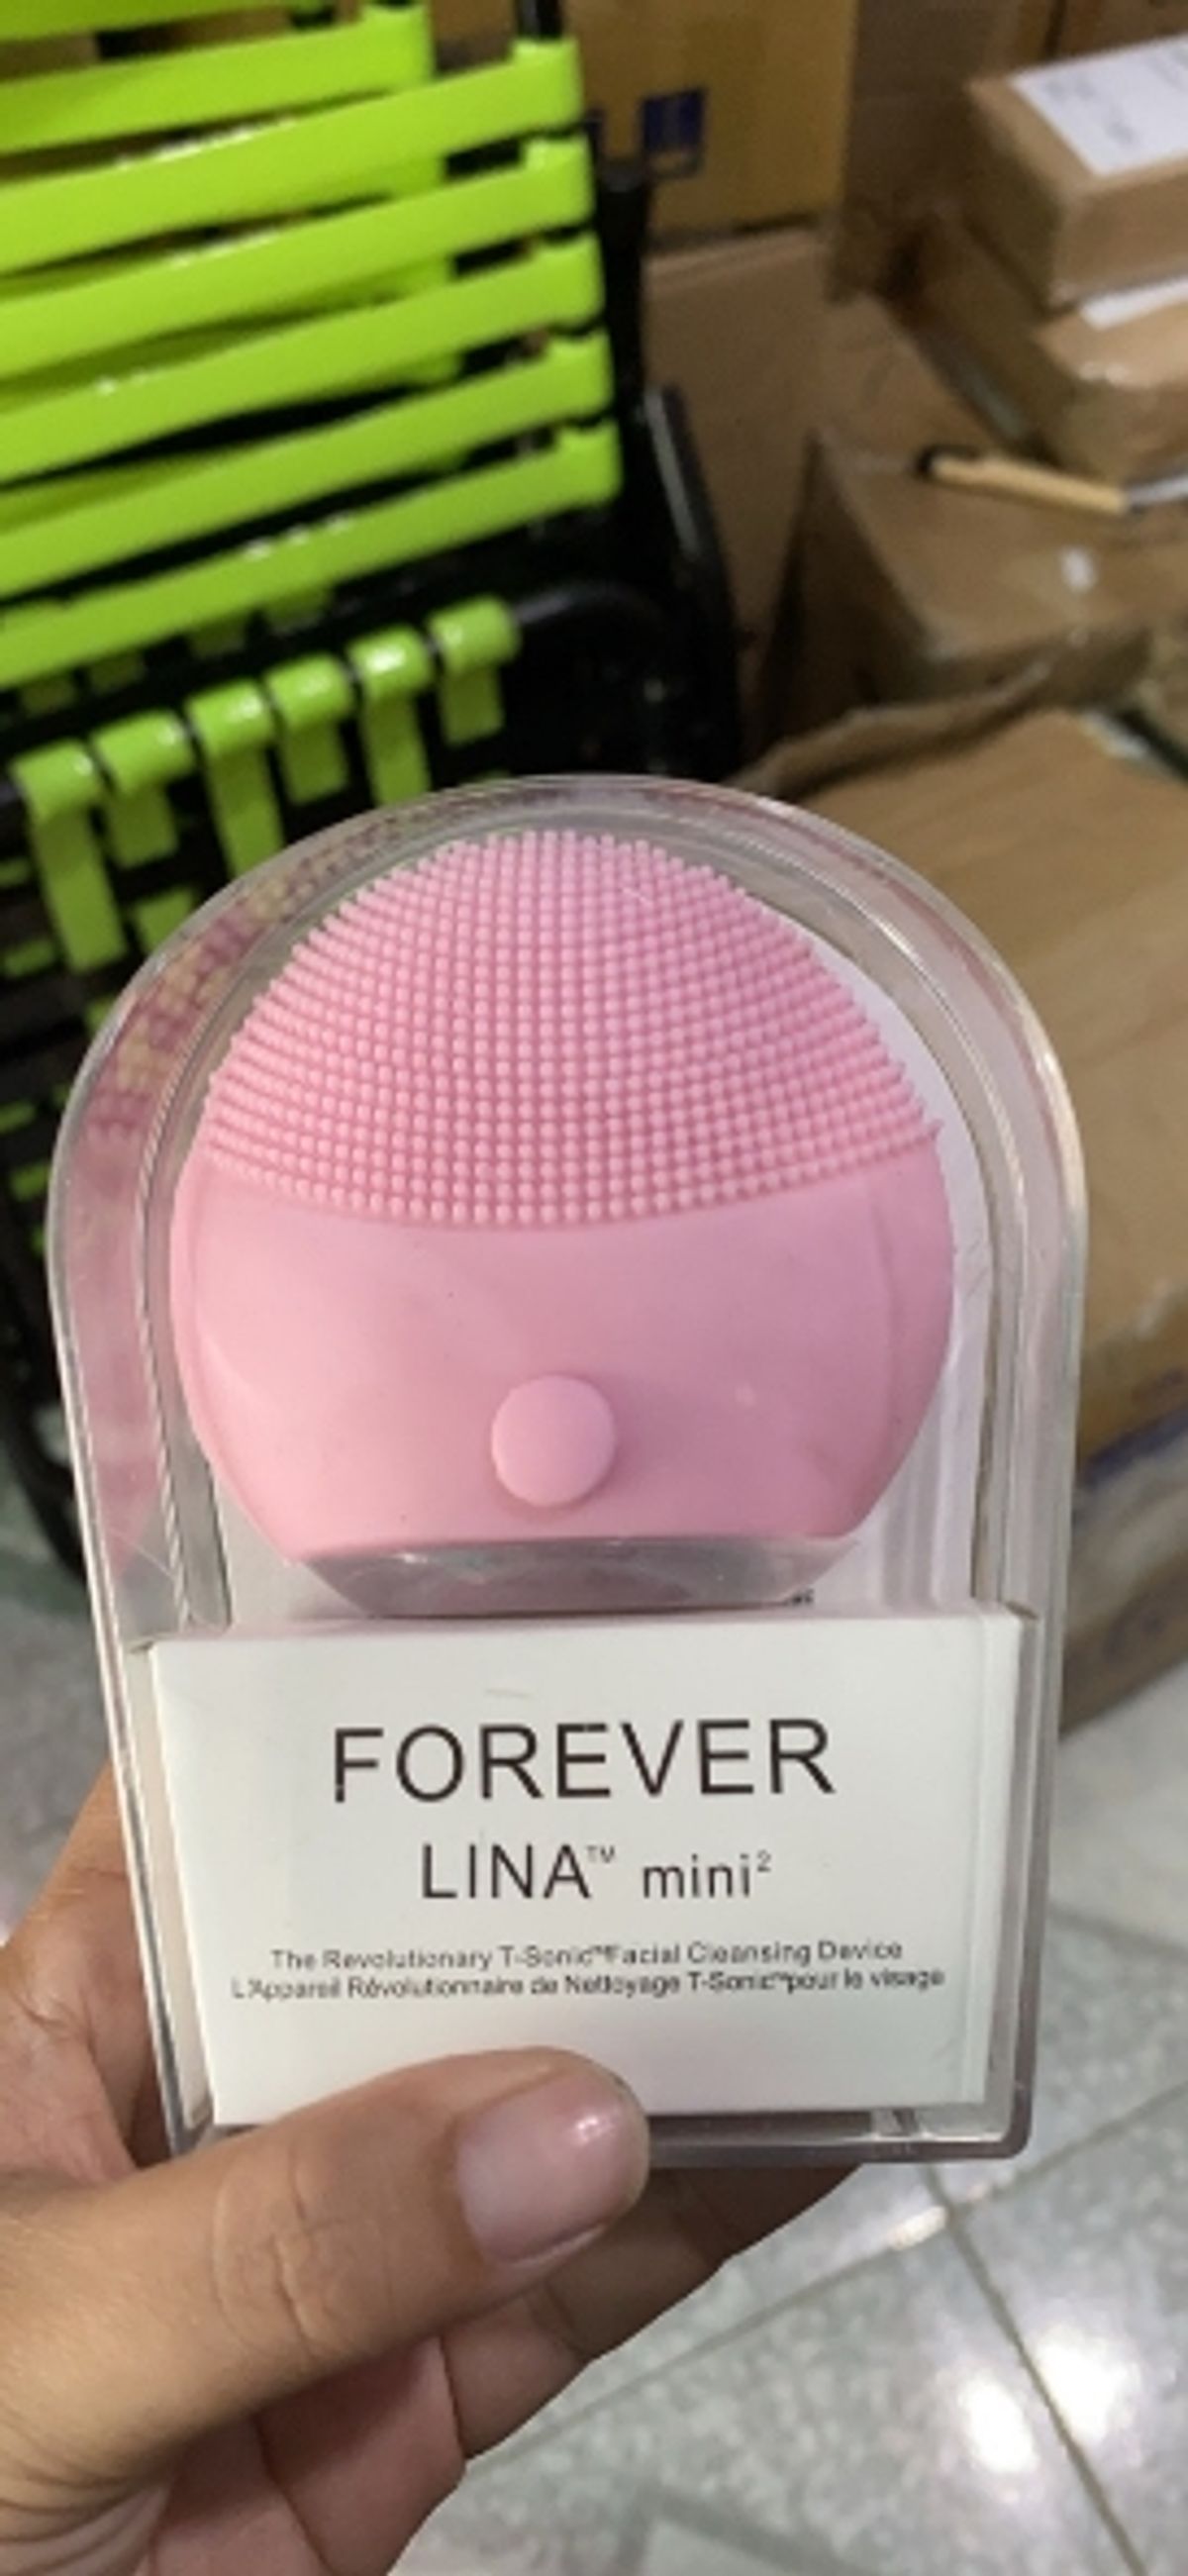 FOREVER
LINA™ mini²
The Revolutionary T-Sonic™Facial Cleansing Device
L'Appareil Révolutionnaire de Nettoyage T-Sonic™pour le visage